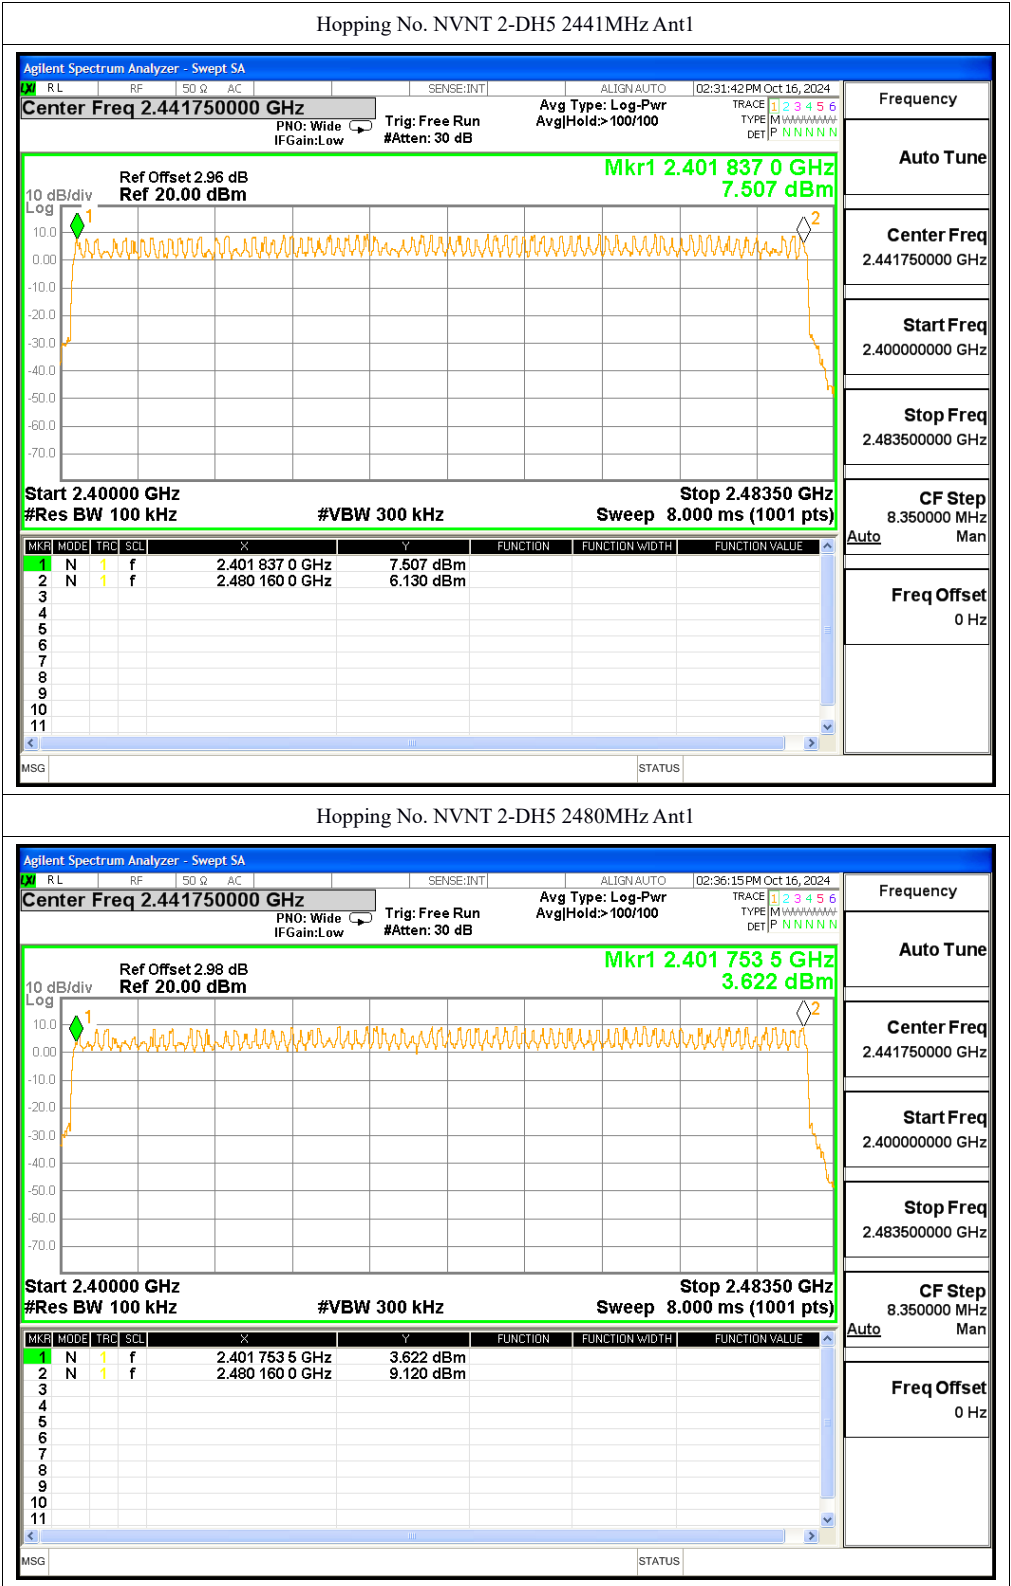 Hopping No. NVNT 2-DH5 2441MHz Ant1
Agilent Spectrum Analyzer - Swept SA
LXI RL RF 50 Ω AC SENSE:INT ALIGN AUTO 02:31:42 PM Oct 16, 2024
Center Freq 2.441750000 GHz
PNO: Wide
IFGain:Low
Trig: Free Run
#Atten: 30 dB
Avg Type: Log-Pwr
Avg|Hold:>100/100
TRACE 1 2 3 4 5 6
TYPE M WWWWW
DET P N N N N N
Mkr1 2.401 837 0 GHz
7.507 dBm
Ref Offset 2.96 dB
10 dB/div Ref 20.00 dBm
Log
1
2
10.0
0.00
-10.0
-20.0
-30.0
-40.0
-50.0
-60.0
-70.0
Start 2.40000 GHz Stop 2.48350 GHz
#Res BW 100 kHz #VBW 300 kHz Sweep 8.000 ms (1001 pts)
MKR MODE TRC SCL X Y FUNCTION FUNCTION WIDTH FUNCTION VALUE
1 N 1 f 2.401 837 0 GHz 7.507 dBm
2 N 1 f 2.480 160 0 GHz 6.130 dBm
3
4
5
6
7
8
9
10
11
MSG STATUS
Frequency
Auto Tune
Center Freq
2.441750000 GHz
Start Freq
2.400000000 GHz
Stop Freq
2.483500000 GHz
CF Step
8.350000 MHz
Auto Man
Freq Offset
0 Hz
Hopping No. NVNT 2-DH5 2480MHz Ant1
Agilent Spectrum Analyzer - Swept SA
LXI RL RF 50 Ω AC SENSE:INT ALIGN AUTO 02:36:15 PM Oct 16, 2024
Center Freq 2.441750000 GHz
PNO: Wide
IFGain:Low
Trig: Free Run
#Atten: 30 dB
Avg Type: Log-Pwr
Avg|Hold:>100/100
TRACE 1 2 3 4 5 6
TYPE M WWWWW
DET P N N N N N
Mkr1 2.401 753 5 GHz
3.622 dBm
Ref Offset 2.98 dB
10 dB/div Ref 20.00 dBm
Log
1
2
10.0
0.00
-10.0
-20.0
-30.0
-40.0
-50.0
-60.0
-70.0
Start 2.40000 GHz Stop 2.48350 GHz
#Res BW 100 kHz #VBW 300 kHz Sweep 8.000 ms (1001 pts)
MKR MODE TRC SCL X Y FUNCTION FUNCTION WIDTH FUNCTION VALUE
1 N 1 f 2.401 753 5 GHz 3.622 dBm
2 N 1 f 2.480 160 0 GHz 9.120 dBm
3
4
5
6
7
8
9
10
11
MSG STATUS
Frequency
Auto Tune
Center Freq
2.441750000 GHz
Start Freq
2.400000000 GHz
Stop Freq
2.483500000 GHz
CF Step
8.350000 MHz
Auto Man
Freq Offset
0 Hz